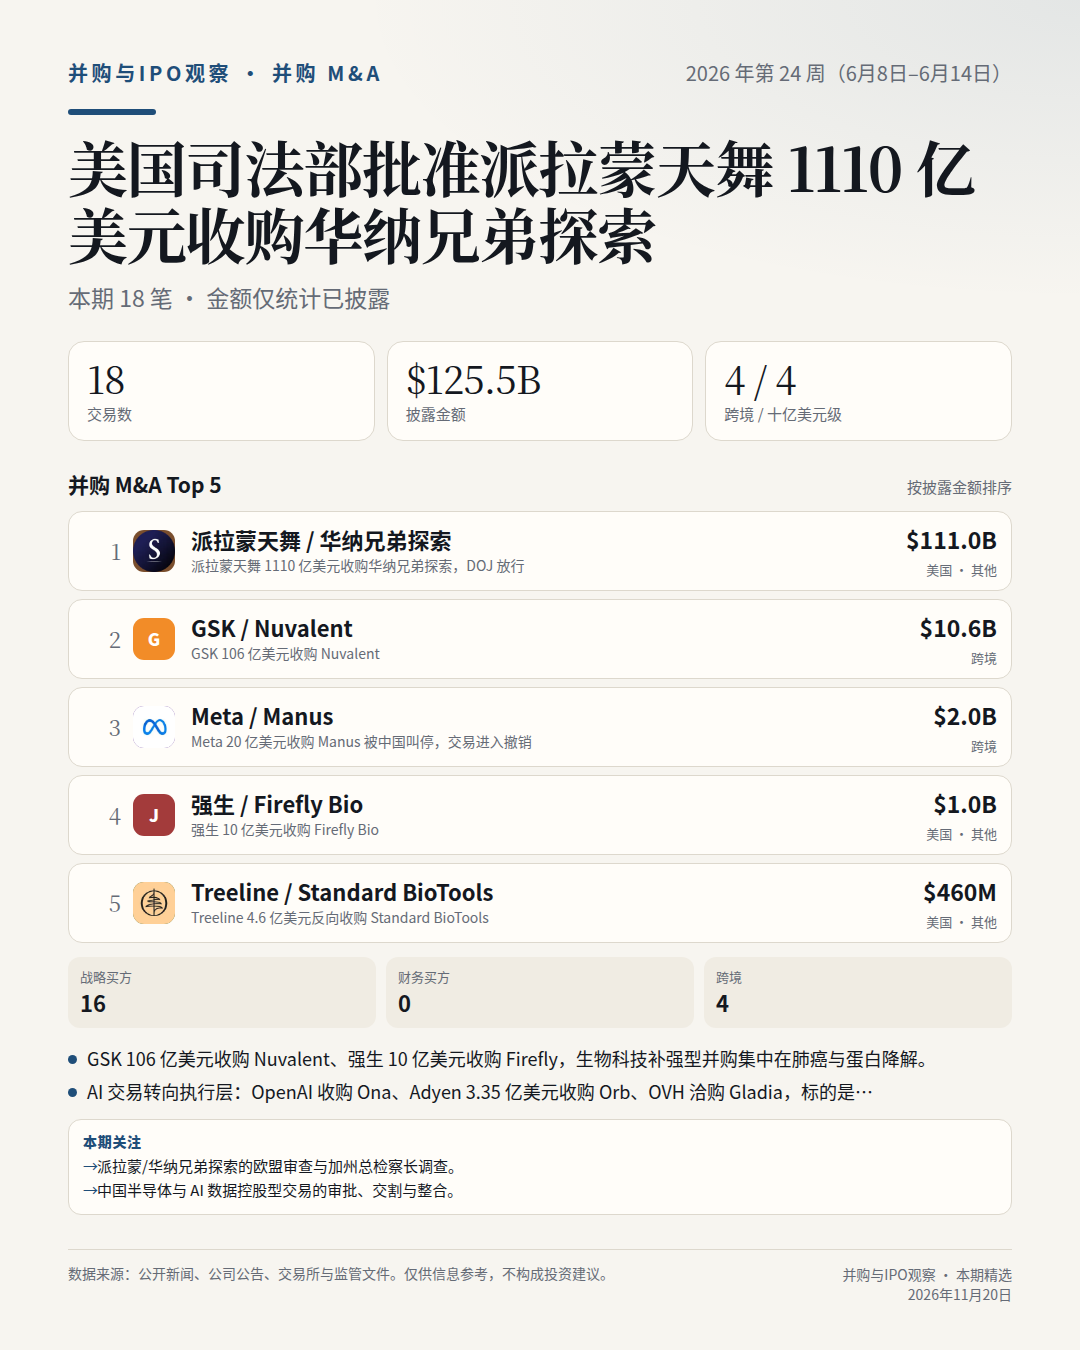 并购与IPO观察 · 并购 M&A
2026 年第 24 周（6月8日–6月14日）
美国司法部批准派拉蒙天舞 1110 亿
美元收购华纳兄弟探索
本期 18 笔 · 金额仅统计已披露
18
交易数
$125.5B
披露金额
4 / 4
跨境 / 十亿美元级
并购 M&A Top 5
按披露金额排序
1
S
派拉蒙天舞 / 华纳兄弟探索
派拉蒙天舞 1110 亿美元收购华纳兄弟探索，DOJ 放行
$111.0B
美国 · 其他
2
G
GSK / Nuvalent
GSK 106 亿美元收购 Nuvalent
$10.6B
跨境
3
Meta / Manus
Meta 20 亿美元收购 Manus 被中国叫停，交易进入撤销
$2.0B
跨境
4
J
强生 / Firefly Bio
强生 10 亿美元收购 Firefly Bio
$1.0B
美国 · 其他
5
Treeline / Standard BioTools
Treeline 4.6 亿美元反向收购 Standard BioTools
$460M
美国 · 其他
战略买方
16
财务买方
0
跨境
4
GSK 106 亿美元收购 Nuvalent、强生 10 亿美元收购 Firefly，生物科技补强型并购集中在肺癌与蛋白降解。
AI 交易转向执行层：OpenAI 收购 Ona、Adyen 3.35 亿美元收购 Orb、OVH 洽购 Gladia，标的是…
本期关注
→派拉蒙/华纳兄弟探索的欧盟审查与加州总检察长调查。
→中国半导体与 AI 数据控股型交易的审批、交割与整合。
数据来源：公开新闻、公司公告、交易所与监管文件。仅供信息参考，不构成投资建议。
并购与IPO观察 · 本期精选
2026年11月20日